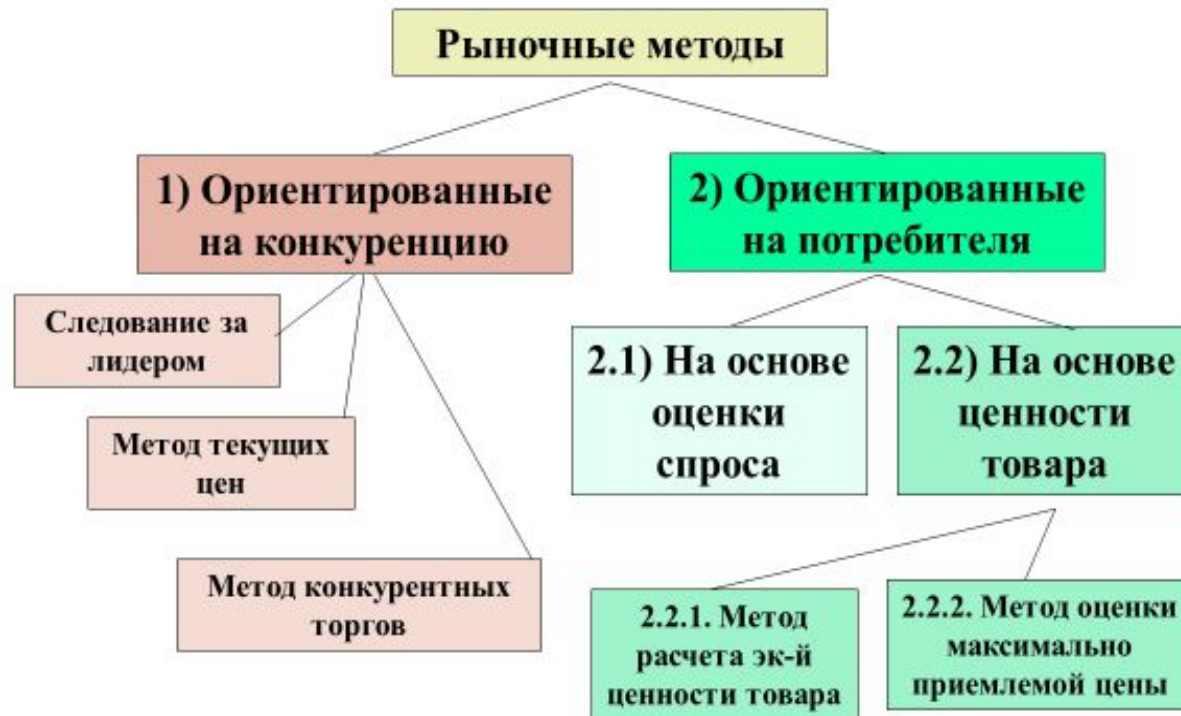 Рыночные методы
1) Ориентированные
на конкуренцию
2) Ориентированные
на потребителя
Следование за
лидером
Метод текущих
цен
Метод конкурентных
торгов
2.1) На основе
оценки
спроса
2.2) На основе
ценности
товара
2.2.1. Метод
расчета эк-й
ценности товара
2.2.2. Метод оценки
максимально
приемлемой цены